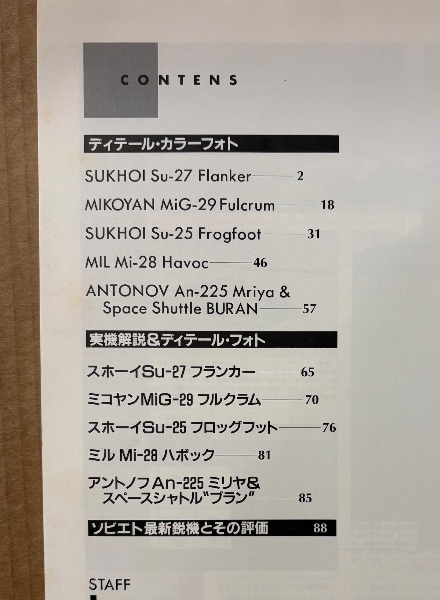 CONTENS
ディテール・カラーフォト
SUKHOI Su-27 Flanker 2
MIKOYAN MiG-29 Fulcrum 18
SUKHOI Su-25 Frogfoot 31
MIL Mi-28 Havoc 46
ANTONOV An-225 Mriya &
Space Shuttle BURAN 57
実機解説&ディテール・フォト
スホーイSu-27 フランカー 65
ミコヤンMiG-29 フルクラム 70
スホーイSu-25 フロッグフット 76
ミル Mi-28 ハボック 81
アントノフ An-225 ミリヤ&
スペースシャトル"ブラン" 85
ソビエト最新鋭機とその評価 88
STAFF